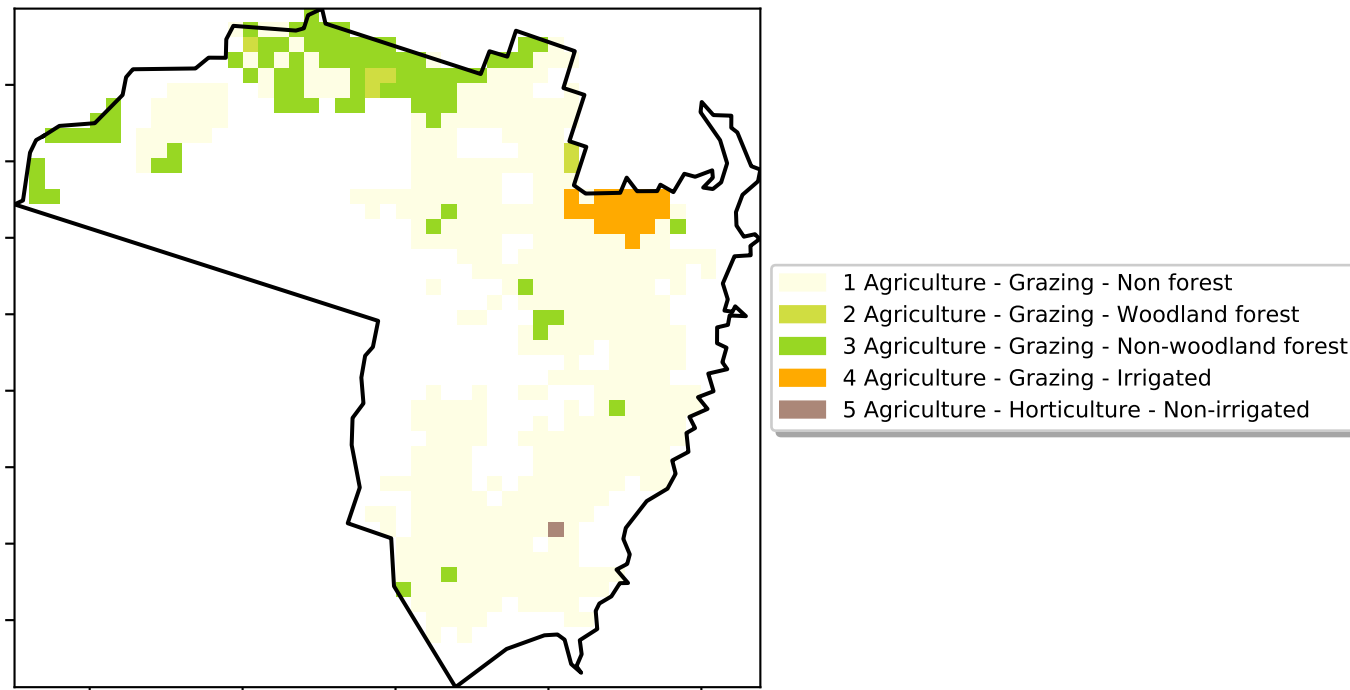 1 Agriculture - Grazing - Non forest
2 Agriculture - Grazing - Woodland forest
3 Agriculture - Grazing - Non-woodland forest
4 Agriculture - Grazing - Irrigated
5 Agriculture - Horticulture - Non-irrigated